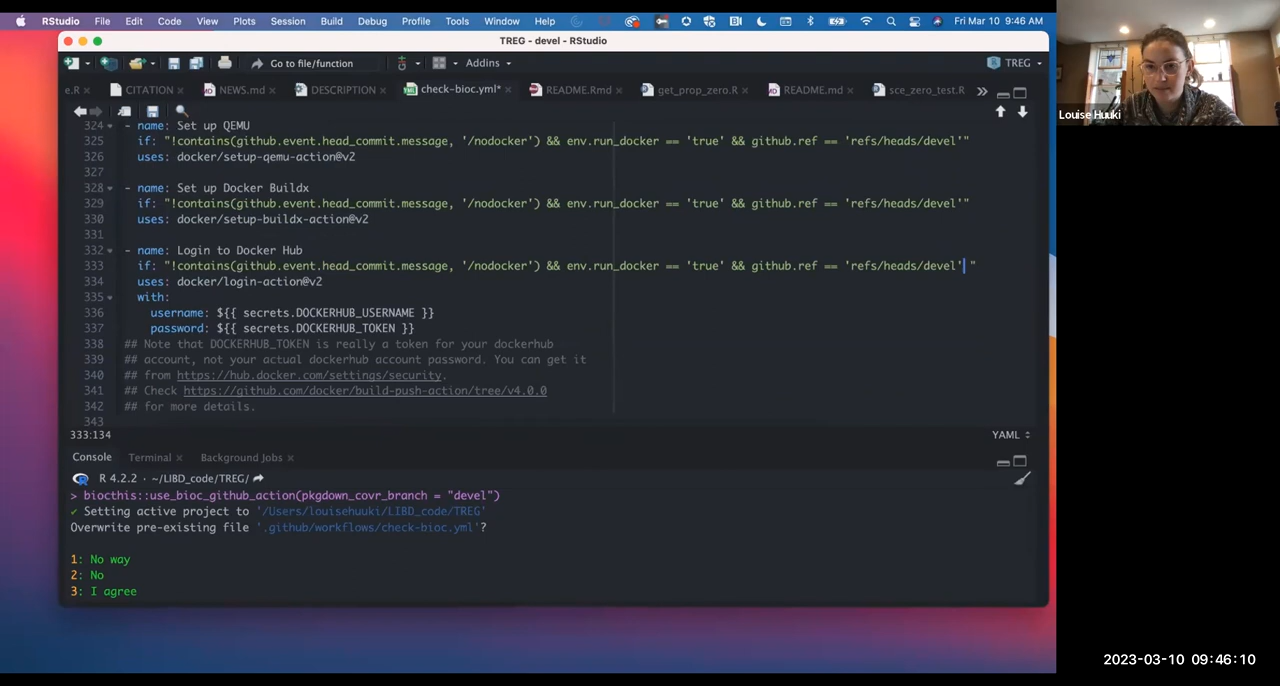 RStudio File Edit Code View Plots Session Build Debug Profile Tools Window Help Fri Mar 10 9:46 AM
TREG - devel - RStudio
Go to file/function Addins TREG
e.R CITATION NEWS.md DESCRIPTION check-bioc.yml* README.Rmd get_prop_zero.R README.md sce_zero_test.R
Louise Huuki
324 - name: Set up QEMU
325 if: "!contains(github.event.head_commit.message, '/nodocker') && env.run_docker == 'true' && github.ref == 'refs/heads/devel'"
326 uses: docker/setup-qemu-action@v2
327
328 - name: Set up Docker Buildx
329 if: "!contains(github.event.head_commit.message, '/nodocker') && env.run_docker == 'true' && github.ref == 'refs/heads/devel'"
330 uses: docker/setup-buildx-action@v2
331
332 - name: Login to Docker Hub
333 if: "!contains(github.event.head_commit.message, '/nodocker') && env.run_docker == 'true' && github.ref == 'refs/heads/devel' "
334 uses: docker/login-action@v2
335 with:
336 username: ${{ secrets.DOCKERHUB_USERNAME }}
337 password: ${{ secrets.DOCKERHUB_TOKEN }}
338 ## Note that DOCKERHUB_TOKEN is really a token for your dockerhub
339 ## account, not your actual dockerhub account password. You can get it
340 ## from https://hub.docker.com/settings/security.
341 ## Check https://github.com/docker/build-push-action/tree/v4.0.0
342 ## for more details.
343
333:134 YAML
Console Terminal Background Jobs
R 4.2.2 · ~/LIBD_code/TREG/
> biocthis::use_bioc_github_action(pkgdown_covr_branch = "devel")
✔ Setting active project to '/Users/louisehuuki/LIBD_code/TREG'
Overwrite pre-existing file '.github/workflows/check-bioc.yml'?
1: No way
2: No
3: I agree
2023-03-10 09:46:10